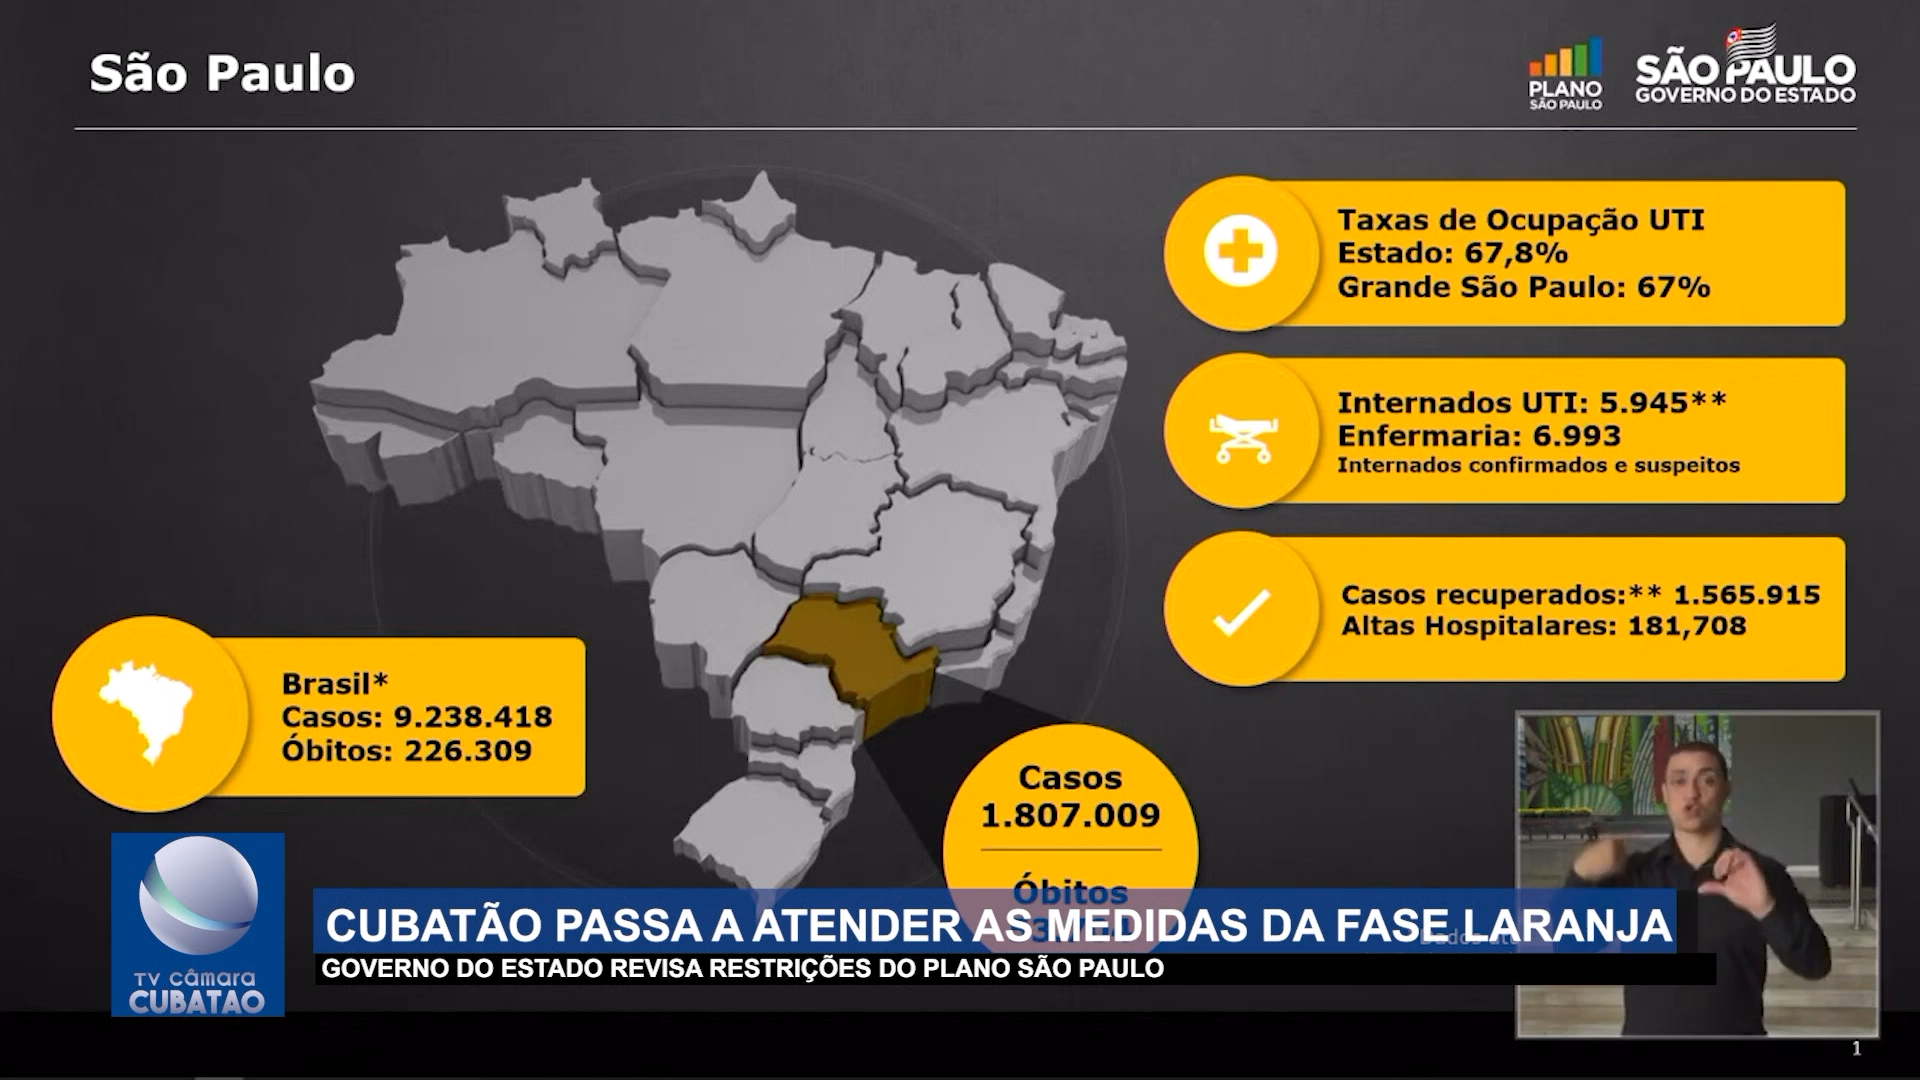 São Paulo
PLANO
SÃO PAULO
SÃO PAULO
GOVERNO DO ESTADO
Taxas de Ocupação UTI
Estado: 67,8%
Grande São Paulo: 67%
Internados UTI: 5.945**
Enfermaria: 6.993
Internados confirmados e suspeitos
Casos recuperados:** 1.565.915
Altas Hospitalares: 181,708
Brasil*
Casos: 9.238.418
Óbitos: 226.309
Casos
1.807.009
Óbitos
CUBATÃO PASSA A ATENDER AS MEDIDAS DA FASE LARANJA
GOVERNO DO ESTADO REVISA RESTRIÇÕES DO PLANO SÃO PAULO
TV câmara
CUBATAO
1